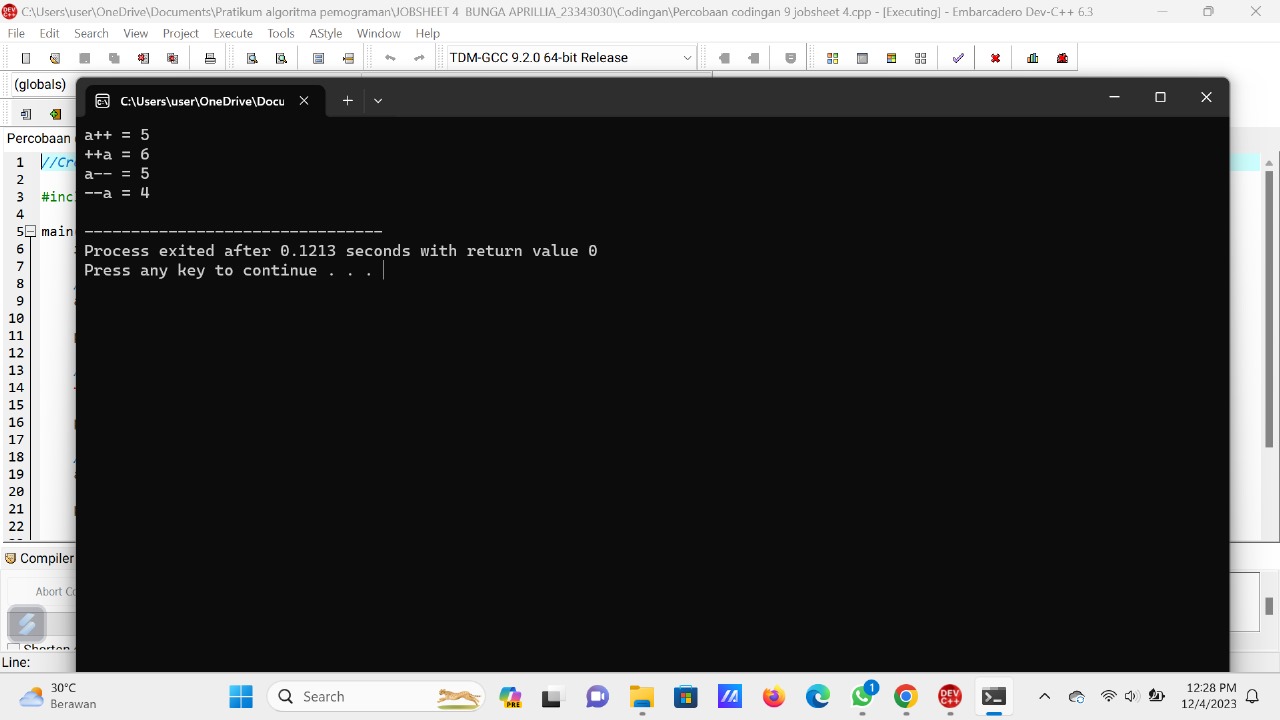 C:\Users\user\OneDrive\Documents\Pratikum algoritma pemograman\JOBSHEET 4 BUNGA APRILLIA_23343030\Codingan\Percobaan codingan 9 jobsheet 4.cpp - [Executing] - Embarcadero Dev-C++ 6.3
File Edit Search View Project Execute Tools AStyle Window Help
TDM-GCC 9.2.0 64-bit Release
(globals)
C:\Users\user\OneDrive\Docu
Percobaan
a++ = 5
++a = 6
a-- = 5
--a = 4
--------------------------------
Process exited after 0.1213 seconds with return value 0
Press any key to continue . . .
1 //Cr
2
3 #incl
4
5 main
6
7
8
9
10
11
12
13
14
15
16
17
18
19
20
21
22
Compiler
Abort Co
Shorten
Line:
30°C
Berawan
Search
PRE
DEV C++
1
12:28 PM
12/4/2023